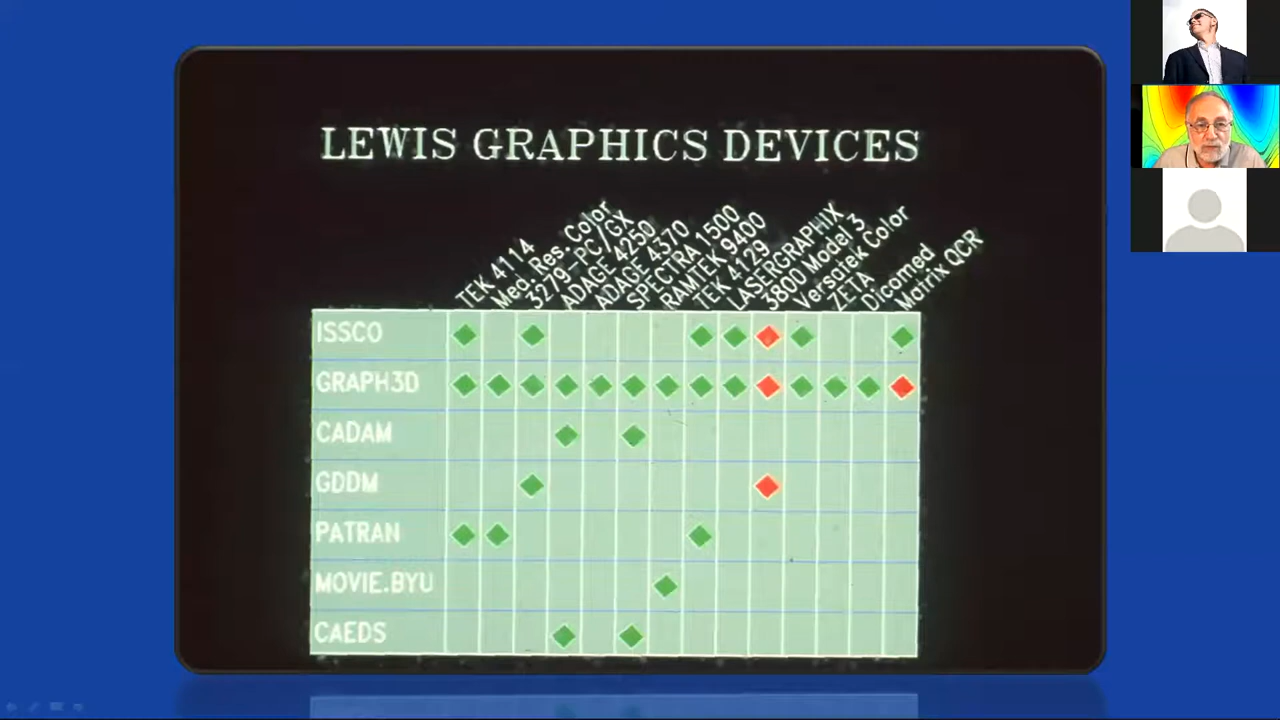 LEWIS GRAPHICS DEVICES
TEK 4114
Med. Res. Color
3279-PC/GX
ADAGE 4250
ADAGE 4370
SPECTRA 1500
RAMTEK 9400
TEK 4129
LASERGRAPHIX
3800 Model 3
Versatek Color
ZETA
Dicomed
Matrix QCR
ISSCO
GRAPH3D
CADAM
GDDM
PATRAN
MOVIE.BYU
CAEDS